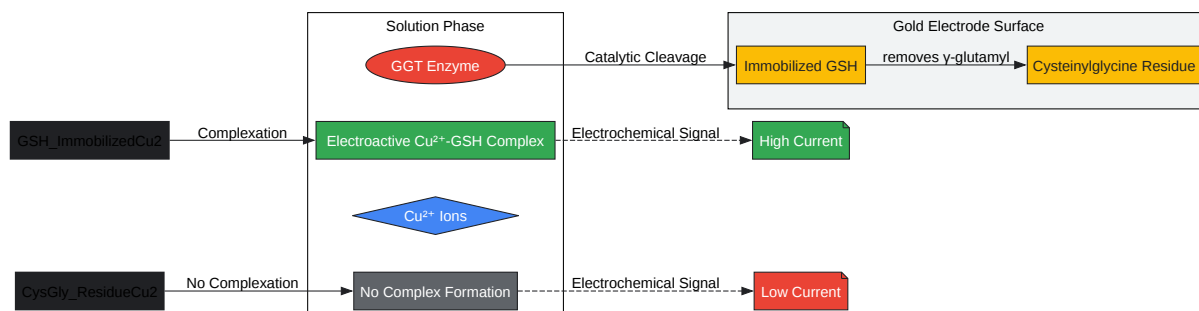 Solution Phase
Gold Electrode Surface
GGT Enzyme
Catalytic Cleavage
Immobilized GSH
removes γ-glutamyl
Cysteinylglycine Residue
GSH_ImmobilizedCu2
Complexation
Electroactive Cu²⁺-GSH Complex
Electrochemical Signal
High Current
Cu²⁺ Ions
CysGly_ResidueCu2
No Complexation
No Complex Formation
Electrochemical Signal
Low Current